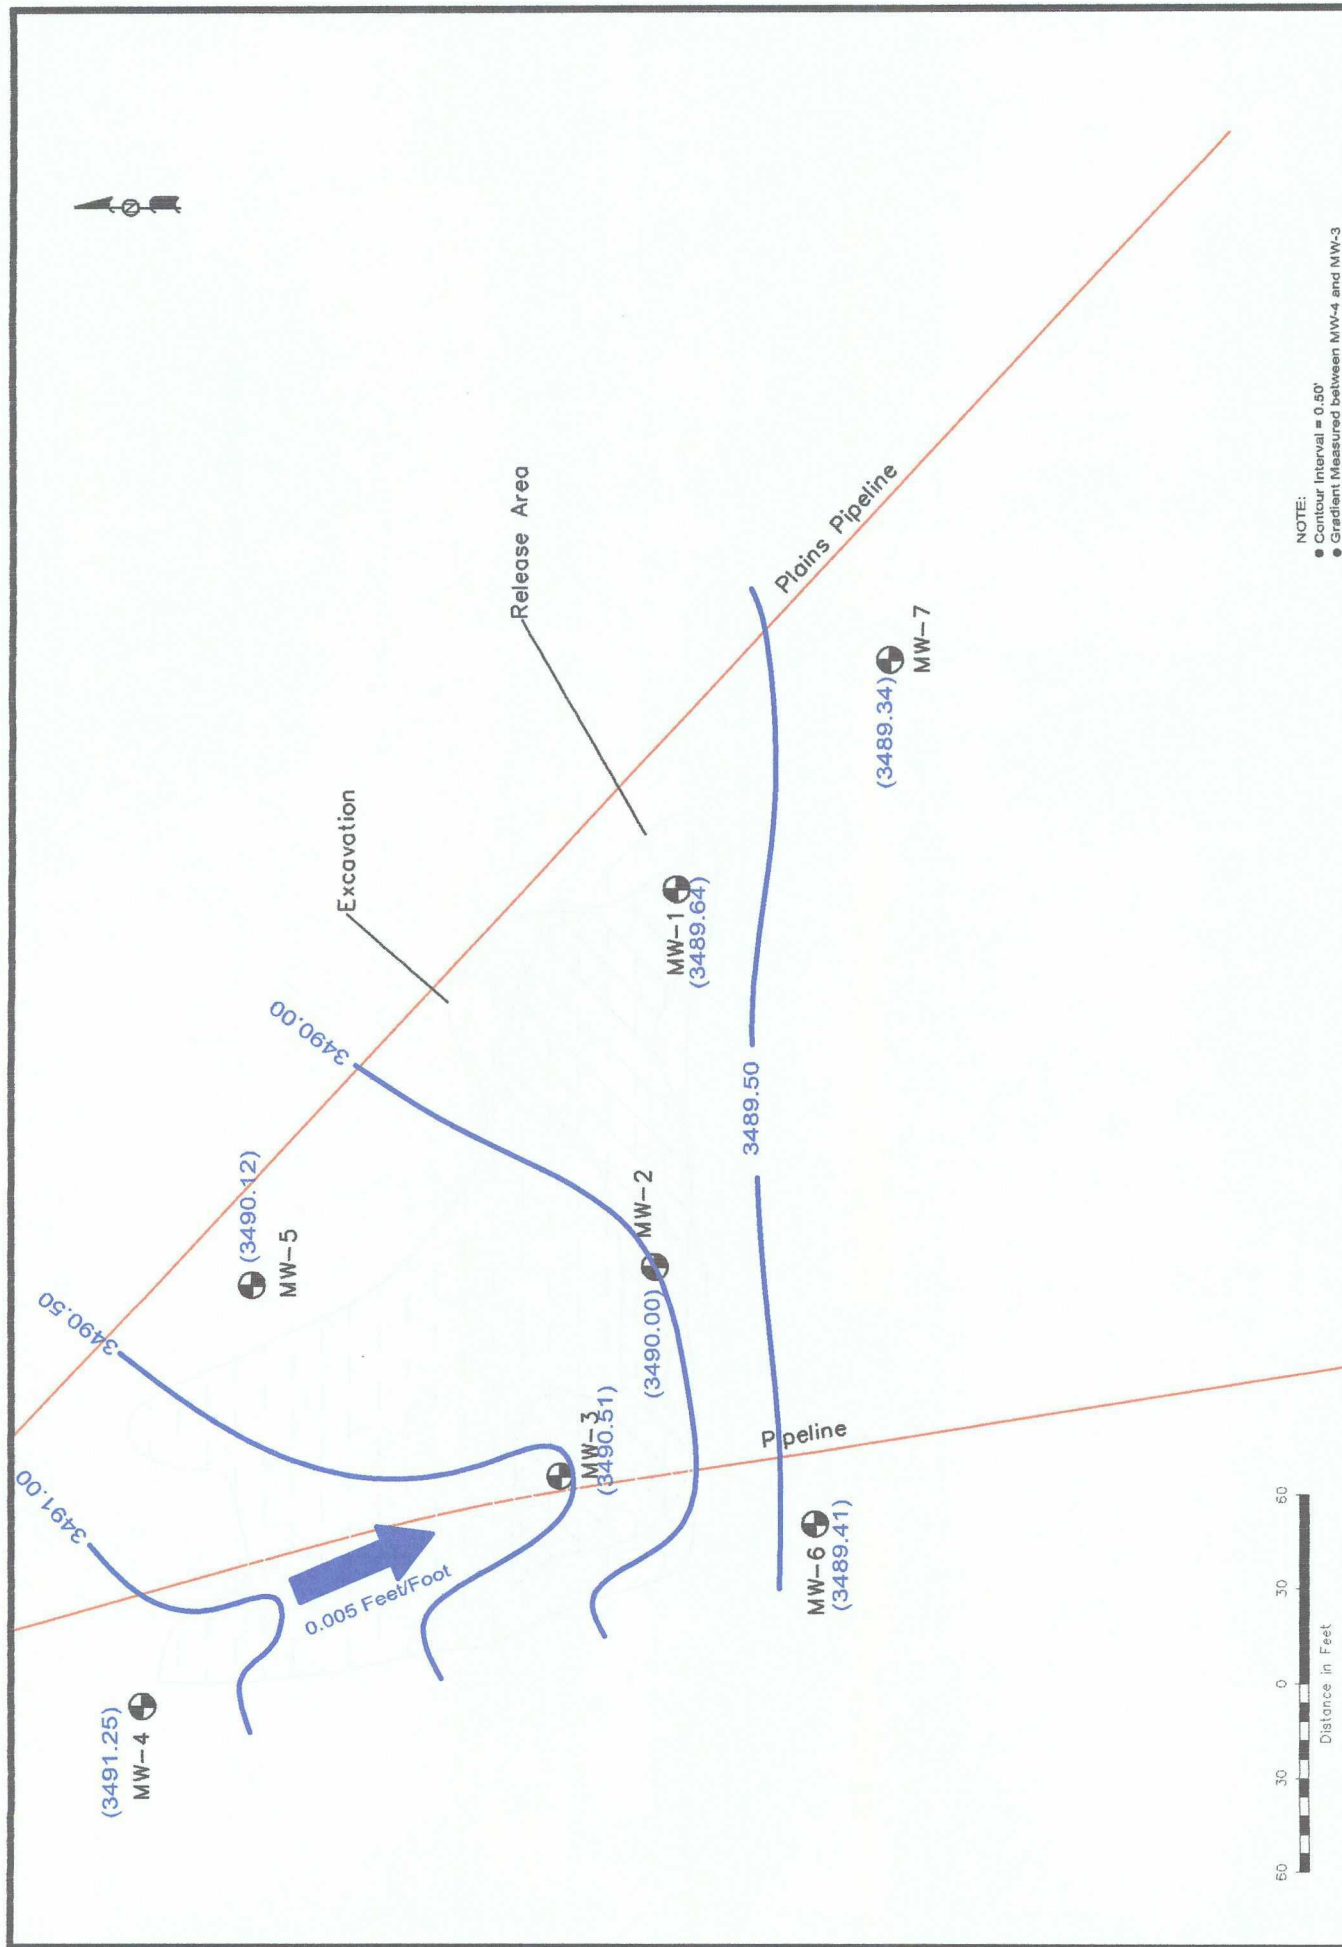 3491.00
3490.50
3490.00
(3491.25)
MW-4
(3490.12)
MW-5
Excavation
Release Area
0.005 Feet/Foot
MW-3
(3490.51)
MW-2
(3490.00)
MW-1
(3489.64)
Plains Pipeline
Pipeline
3489.50
MW-6
(3489.41)
(3489.34)
MW-7
N
60 30 0 30 60
Distance in Feet
NOTE:
● Contour Interval = 0.50'
● Gradient Measured between MW-4 and MW-3